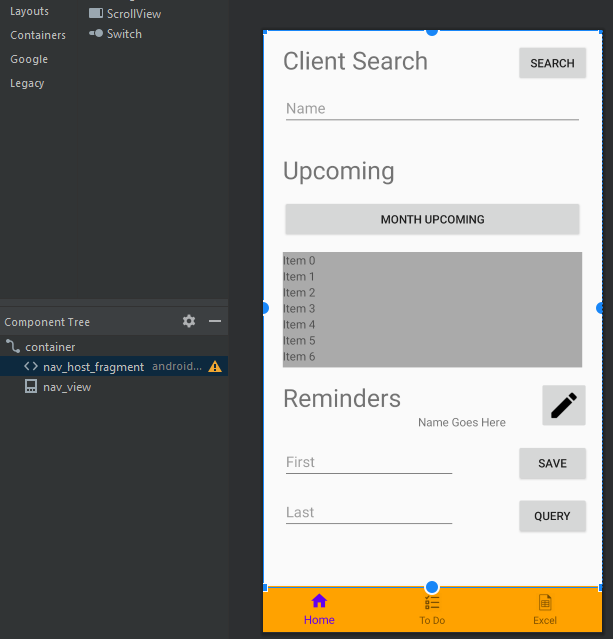 Layouts
ScrollView
Containers
Switch
Google
Legacy
Component Tree
container
nav_host_fragment android...
nav_view
Client Search
SEARCH
Name
Upcoming
MONTH UPCOMING
Item 0
Item 1
Item 2
Item 3
Item 4
Item 5
Item 6
Reminders
Name Goes Here
First
SAVE
Last
QUERY
Home
To Do
Excel